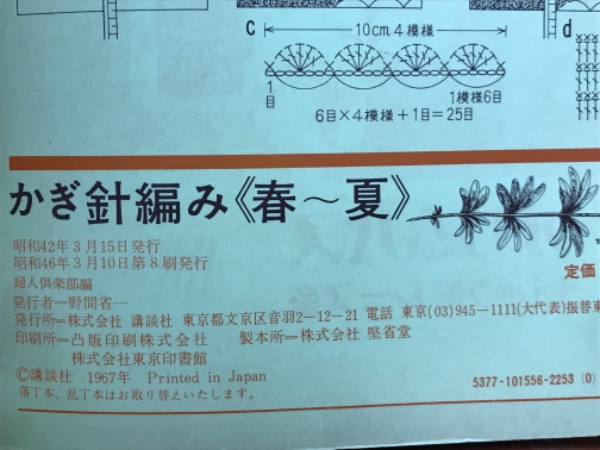 c 10cm 4模様 d
1目
1模様6目
6目×4模様+1目=25目
かぎ針編み《春～夏》
昭和42年3月15日発行
昭和46年3月10日第8刷発行
婦人倶楽部編
定価
発行者＝野間省一
発行所＝株式会社 講談社 東京都文京区音羽2—12—21 電話 東京(03)945—1111(大代表)振替東
印刷所＝凸版印刷株式会社 製本所＝株式会社 堅省堂
株式会社東京印書館
©講談社 1967年 Printed in Japan
5377-101556-2253 (0)
落丁本、乱丁本はお取り替えいたします。